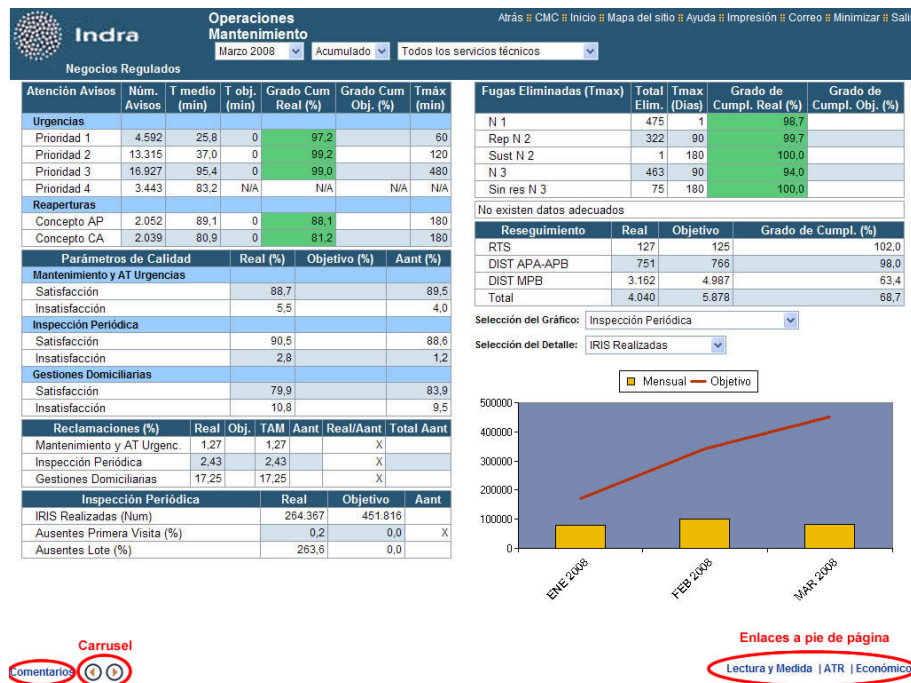 Indra
Negocios Regulados
Operaciones
Mantenimiento
Atrás :: CMC :: Inicio :: Mapa del sitio :: Ayuda :: Impresión :: Correo :: Minimizar :: Sali
Marzo 2008 Acumulado Todos los servicios técnicos
Atención Avisos Núm. Avisos T medio (min) T obj. (min) Grado Cum Real (%) Grado Cum Obj. (%) Tmáx (min)
Urgencias
Prioridad 1 4.592 25,8 0 97,2 60
Prioridad 2 13.315 37,0 0 99,2 120
Prioridad 3 16.927 95,4 0 99,0 480
Prioridad 4 3.443 83,2 N/A N/A N/A N/A
Reaperturas
Concepto AP 2.052 89,1 0 88,1 180
Concepto CA 2.039 80,9 0 81,2 180
Parámetros de Calidad Real (%) Objetivo (%) Aant (%)
Mantenimiento y AT Urgencias
Satisfacción 88,7 89,5
Insatisfacción 5,5 4,0
Inspección Periódica
Satisfacción 90,5 88,6
Insatisfacción 2,8 1,2
Gestiones Domiciliarias
Satisfacción 79,9 83,9
Insatisfacción 10,8 9,5
Reclamaciones (%) Real Obj. TAM Aant Real/Aant Total Aant
Mantenimiento y AT Urgenc. 1,27 1,27 X
Inspección Periódica 2,43 2,43 X
Gestiones Domiciliarias 17,25 17,25 X
Inspección Periódica Real Objetivo Aant
IRIS Realizadas (Num) 264.367 451.816
Ausentes Primera Visita (%) 0,2 0,0 X
Ausentes Lote (%) 263,6 0,0
Fugas Eliminadas (Tmax) Total Elim. Tmax (Días) Grado de Cumpl. Real (%) Grado de Cumpl. Obj. (%)
N 1 475 1 98,7
Rep N 2 322 90 99,7
Sust N 2 1 180 100,0
N 3 463 90 94,0
Sin res N 3 75 180 100,0
No existen datos adecuados
Reseguimiento Real Objetivo Grado de Cumpl. (%)
RTS 127 125 102,0
DIST APA-APB 751 766 98,0
DIST MPB 3.162 4.987 63,4
Total 4.040 5.878 68,7
Selección del Gráfico: Inspección Periódica
Selección del Detalle: IRIS Realizadas
Mensual Objetivo
500000
400000
300000
200000
100000
0
ENE 2008 FEB 2008 MAR 2008
Carrusel
Comentarios
Enlaces a pie de página
Lectura y Medida | ATR | Económico